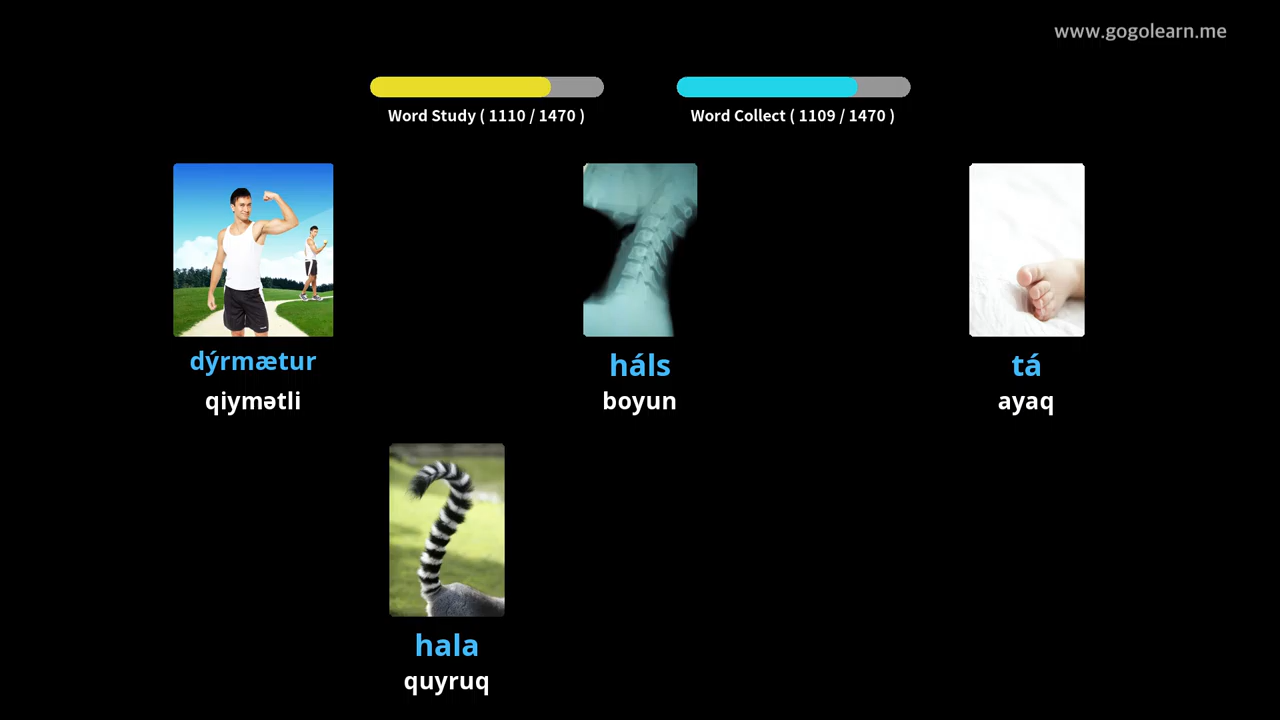 www.gogolearn.me
Word Study ( 1110 / 1470 )
Word Collect ( 1109 / 1470 )
dýrmætur
qiymətli
háls
boyun
tá
ayaq
hala
quyruq